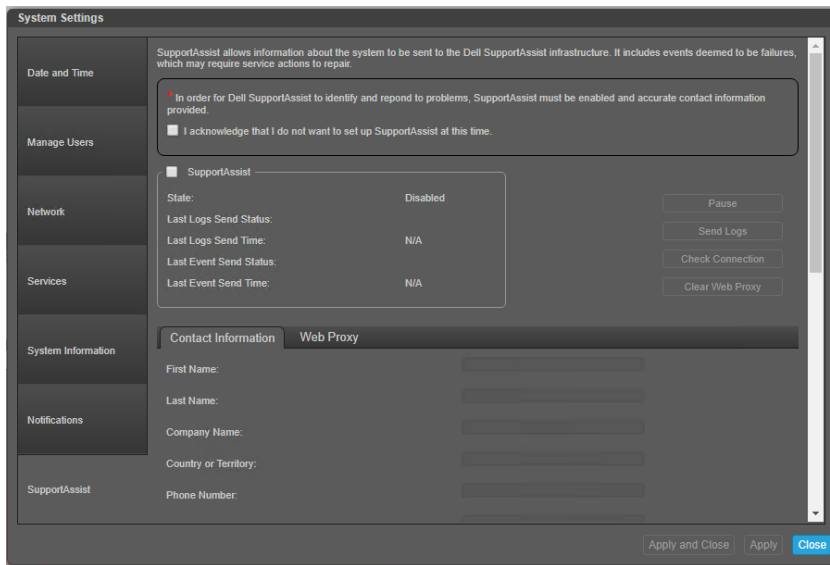 System Settings
Date and Time
Manage Users
Network
Services
System Information
Notifications
SupportAssist
SupportAssist allows information about the system to be sent to the Dell SupportAssist infrastructure. It includes events deemed to be failures,
which may require service actions to repair.
* In order for Dell SupportAssist to identify and repond to problems, SupportAssist must be enabled and accurate contact information
provided.
I acknowledge that I do not want to set up SupportAssist at this time.
SupportAssist
State: Disabled
Last Logs Send Status:
Last Logs Send Time: N/A
Last Event Send Status:
Last Event Send Time: N/A
Pause
Send Logs
Check Connection
Clear Web Proxy
Contact Information Web Proxy
First Name:
Last Name:
Company Name:
Country or Territory:
Phone Number:
Apply and Close Apply Close